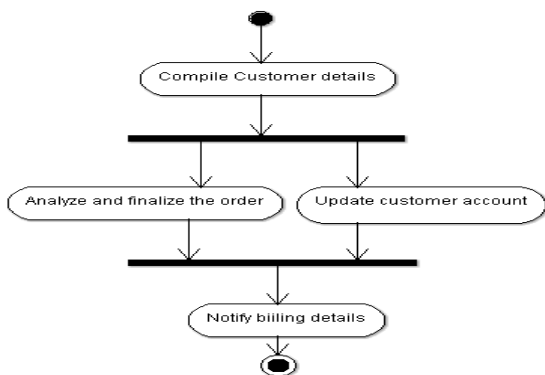 Compile Customer details
Analyze and finalize the order
Update customer account
Notify biiling details